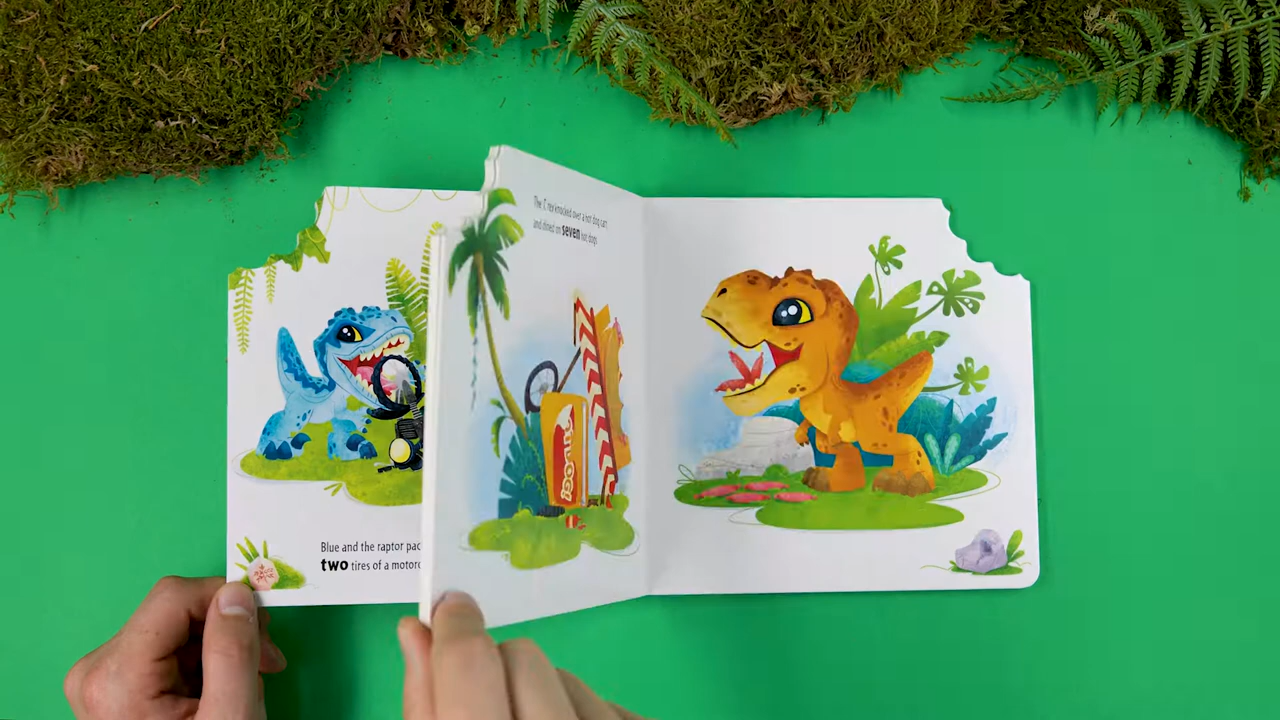 The T. rex knocked over a hot dog cart
and dined on seven hot dogs
Blue and the raptor pac
two tires of a motorc